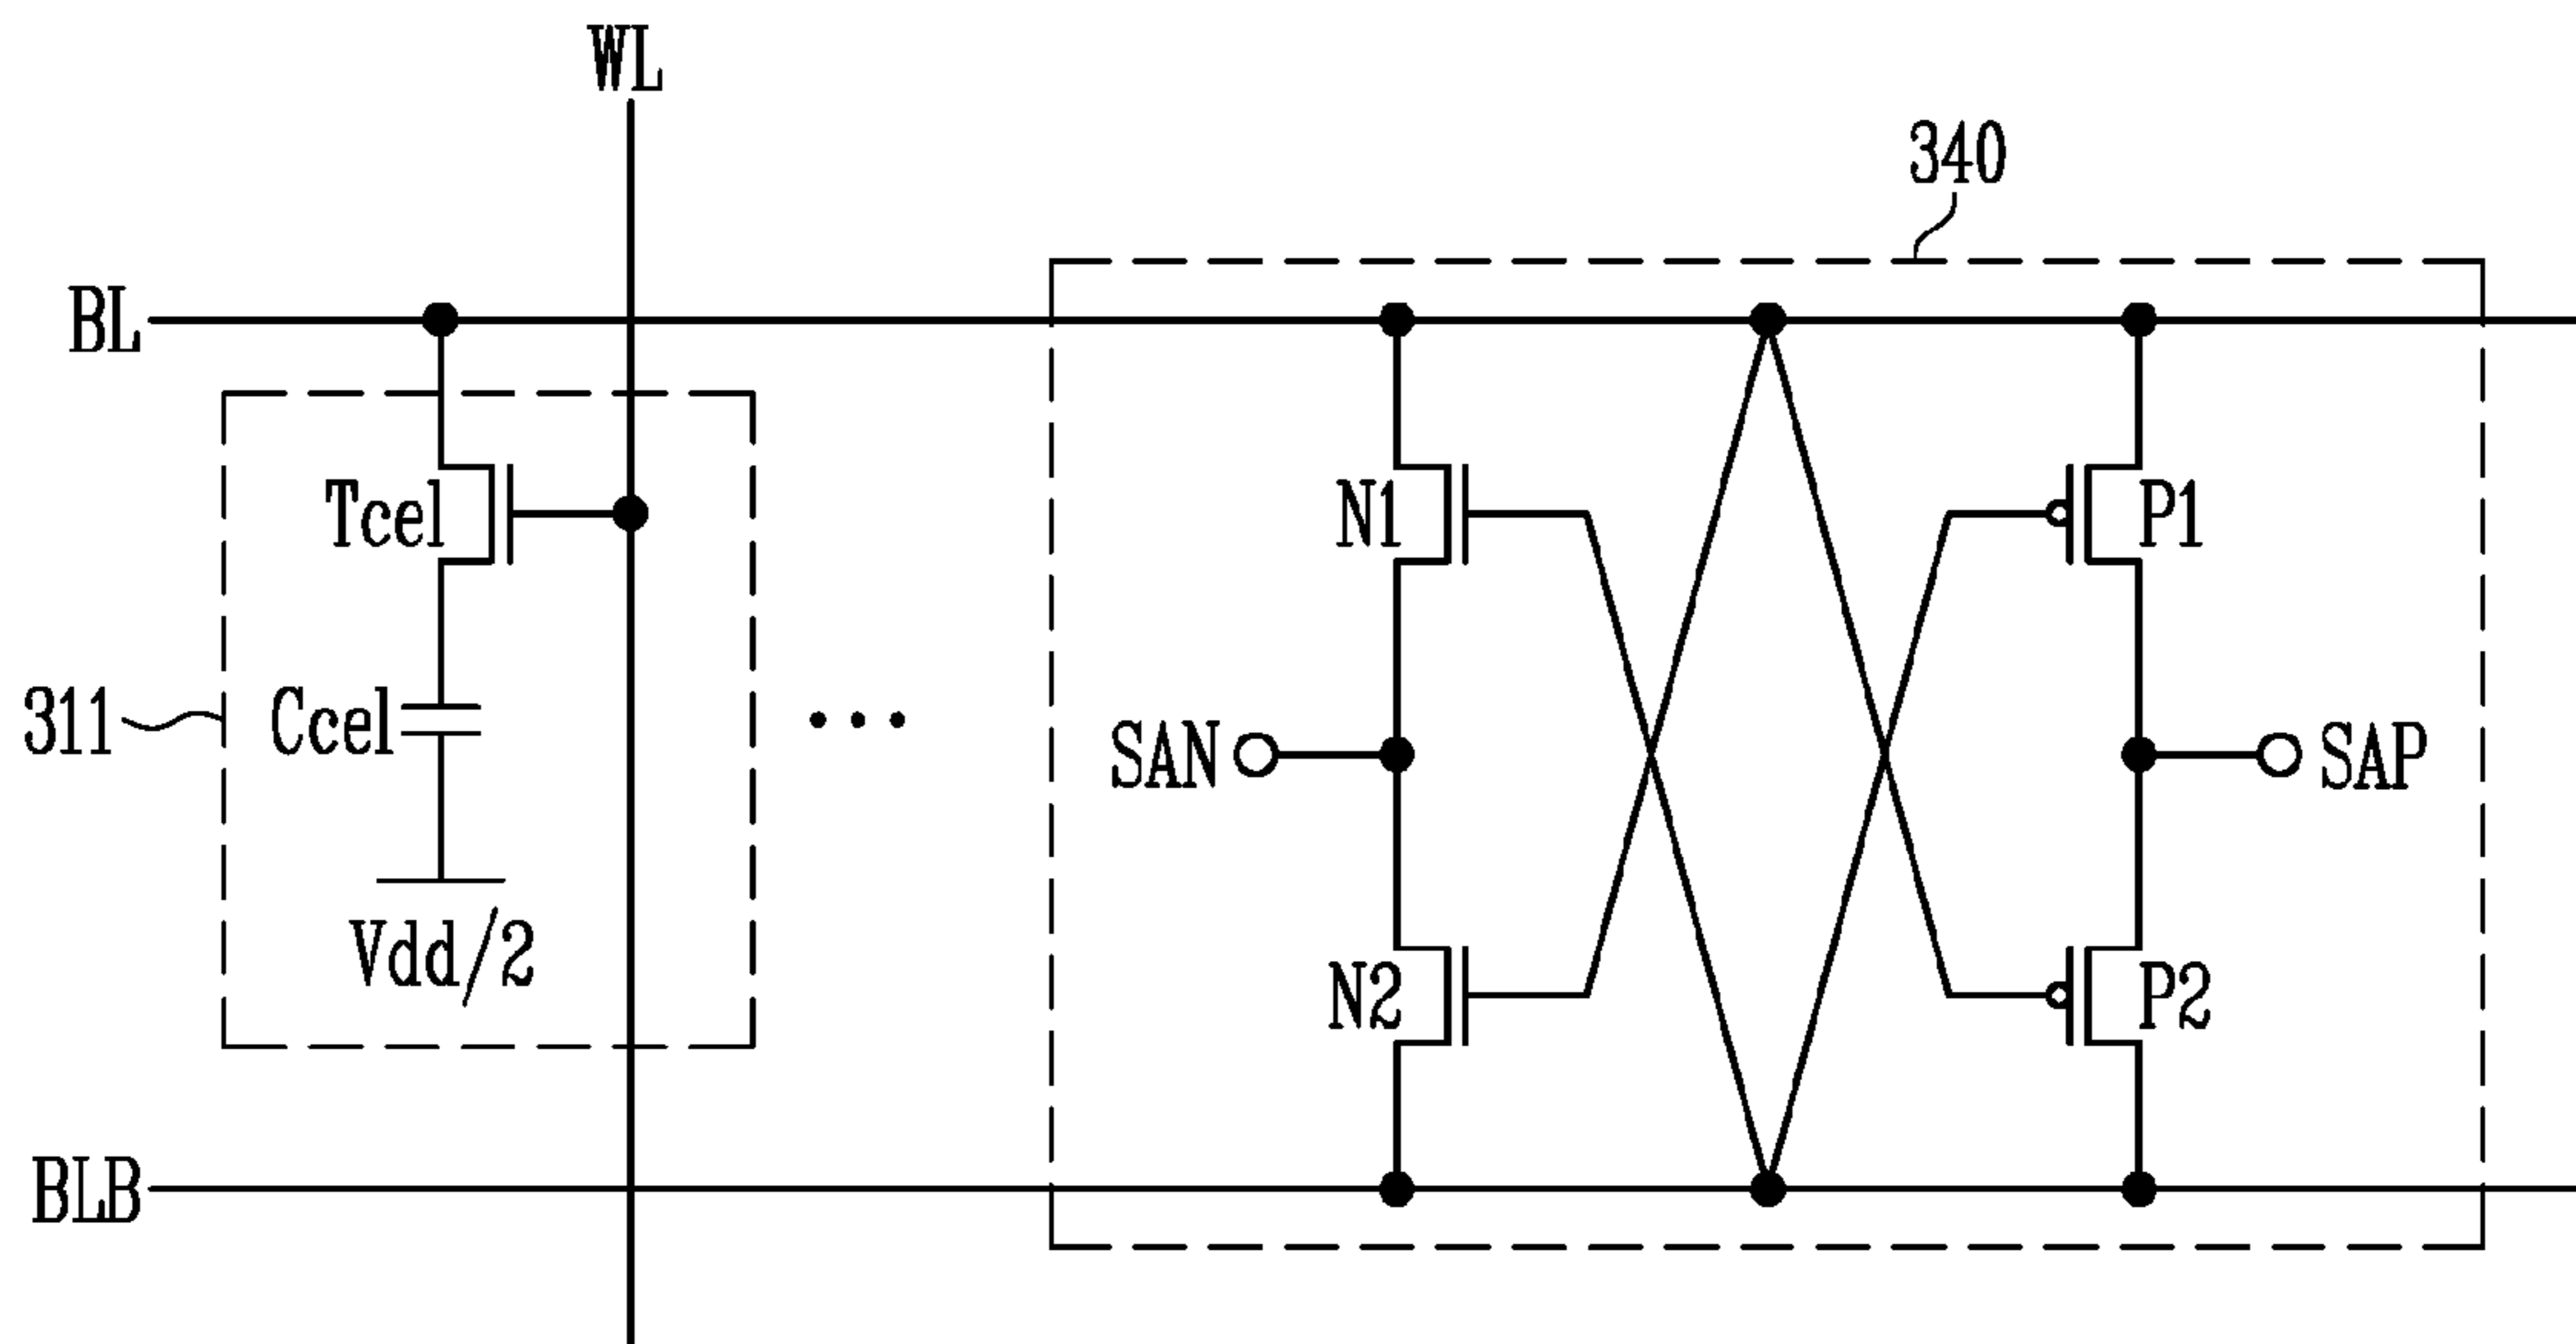 WL
340
BL
Tcel
N1
P1
311
Ccel
SAN
SAP
Vdd/2
N2
P2
BLB